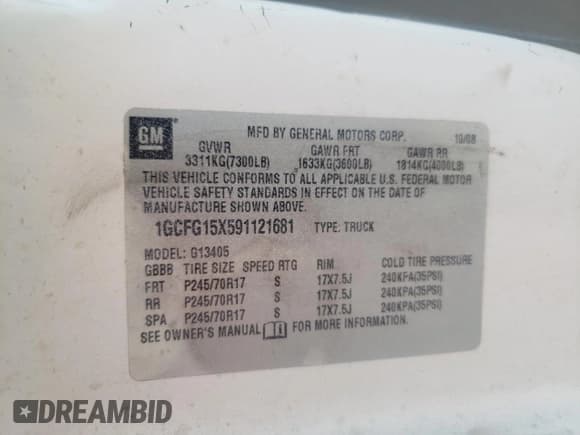 GM
MFD BY GENERAL MOTORS CORP. 10/08
GVWR GAWR FRT GAWR RR
3311KG(7300LB) 1633KG(3600LB) 1814KG(4000LB)
THIS VEHICLE CONFORMS TO ALL APPLICABLE U.S. FEDERAL MOTOR
VEHICLE SAFETY STANDARDS IN EFFECT ON THE DATE OF
MANUFACTURE SHOWN ABOVE.
1GCFG15X591121681 TYPE: TRUCK
MODEL: G13405
GBBB TIRE SIZE SPEED RTG RIM COLD TIRE PRESSURE
FRT P245/70R17 S 17X7.5J 240KPA(35PSI)
RR P245/70R17 S 17X7.5J 240KPA(35PSI)
SPA P245/70R17 S 17X7.5J 240KPA(35PSI)
SEE OWNER'S MANUAL FOR MORE INFORMATION.
DREAMBID